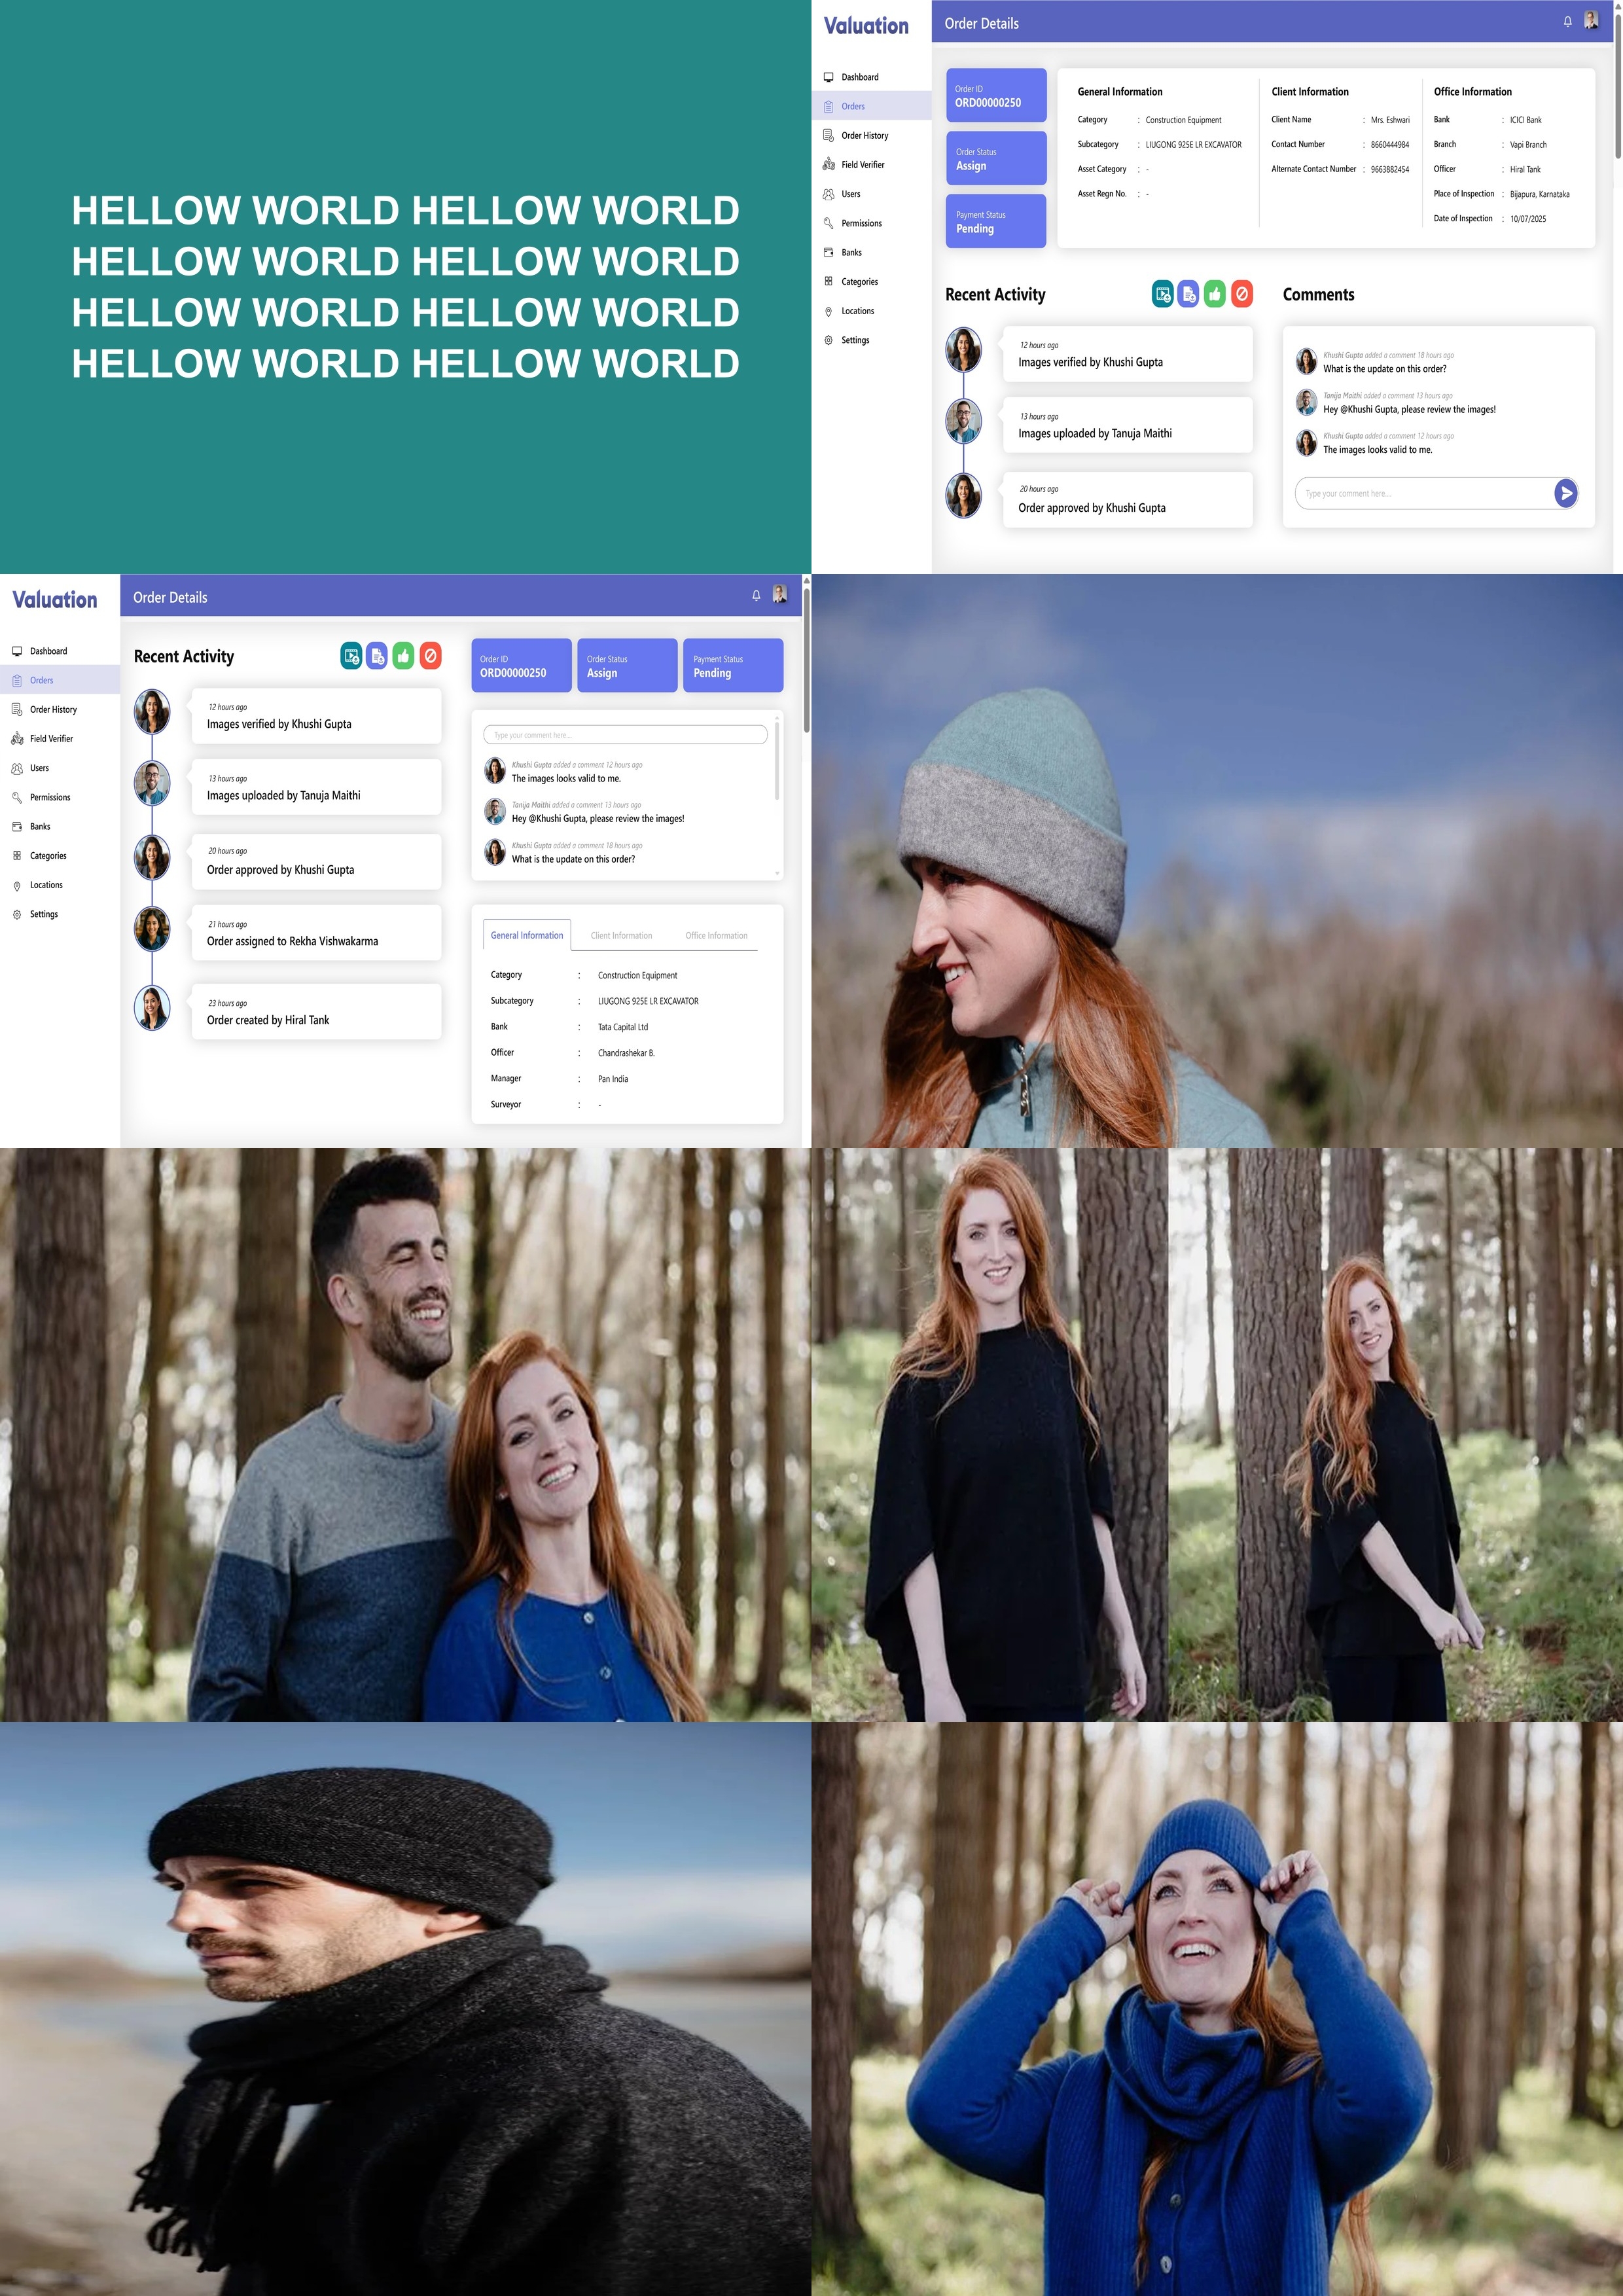 HELLOW WORLD HELLOW WORLD
HELLOW WORLD HELLOW WORLD
HELLOW WORLD HELLOW WORLD
HELLOW WORLD HELLOW WORLD
Valuation
Dashboard
Orders
Order History
Field Verifier
Users
Permissions
Banks
Categories
Locations
Settings
Order Details
Order ID
ORD00000250
Order Status
Assign
Payment Status
Pending
General Information
Category : Construction Equipment
Subcategory : LIUGONG 925E LR EXCAVATOR
Asset Category : -
Asset Regn No. : -
Client Information
Client Name : Mrs. Eshwari
Contact Number : 8660444984
Alternate Contact Number : 9663882454
Office Information
Bank : ICICI Bank
Branch : Vapi Branch
Officer : Hiral Tank
Place of Inspection : Bijapura, Karnataka
Date of Inspection : 10/07/2025
Recent Activity
12 hours ago
Images verified by Khushi Gupta
13 hours ago
Images uploaded by Tanuja Maithi
20 hours ago
Order approved by Khushi Gupta
Comments
Khushi Gupta added a comment 18 hours ago
What is the update on this order?
Tanija Maithi added a comment 13 hours ago
Hey @Khushi Gupta, please review the images!
Khushi Gupta added a comment 12 hours ago
The images looks valid to me.
Type your comment here...
Valuation
Dashboard
Orders
Order History
Field Verifier
Users
Permissions
Banks
Categories
Locations
Settings
Order Details
Recent Activity
12 hours ago
Images verified by Khushi Gupta
13 hours ago
Images uploaded by Tanuja Maithi
20 hours ago
Order approved by Khushi Gupta
21 hours ago
Order assigned to Rekha Vishwakarma
23 hours ago
Order created by Hiral Tank
Order ID
ORD00000250
Order Status
Assign
Payment Status
Pending
Type your comment here...
Khushi Gupta added a comment 12 hours ago
The images looks valid to me.
Tanija Maithi added a comment 13 hours ago
Hey @Khushi Gupta, please review the images!
Khushi Gupta added a comment 18 hours ago
What is the update on this order?
General Information Client Information Office Information
Category : Construction Equipment
Subcategory : LIUGONG 925E LR EXCAVATOR
Bank : Tata Capital Ltd
Officer : Chandrashekar B.
Manager : Pan India
Surveyor : -